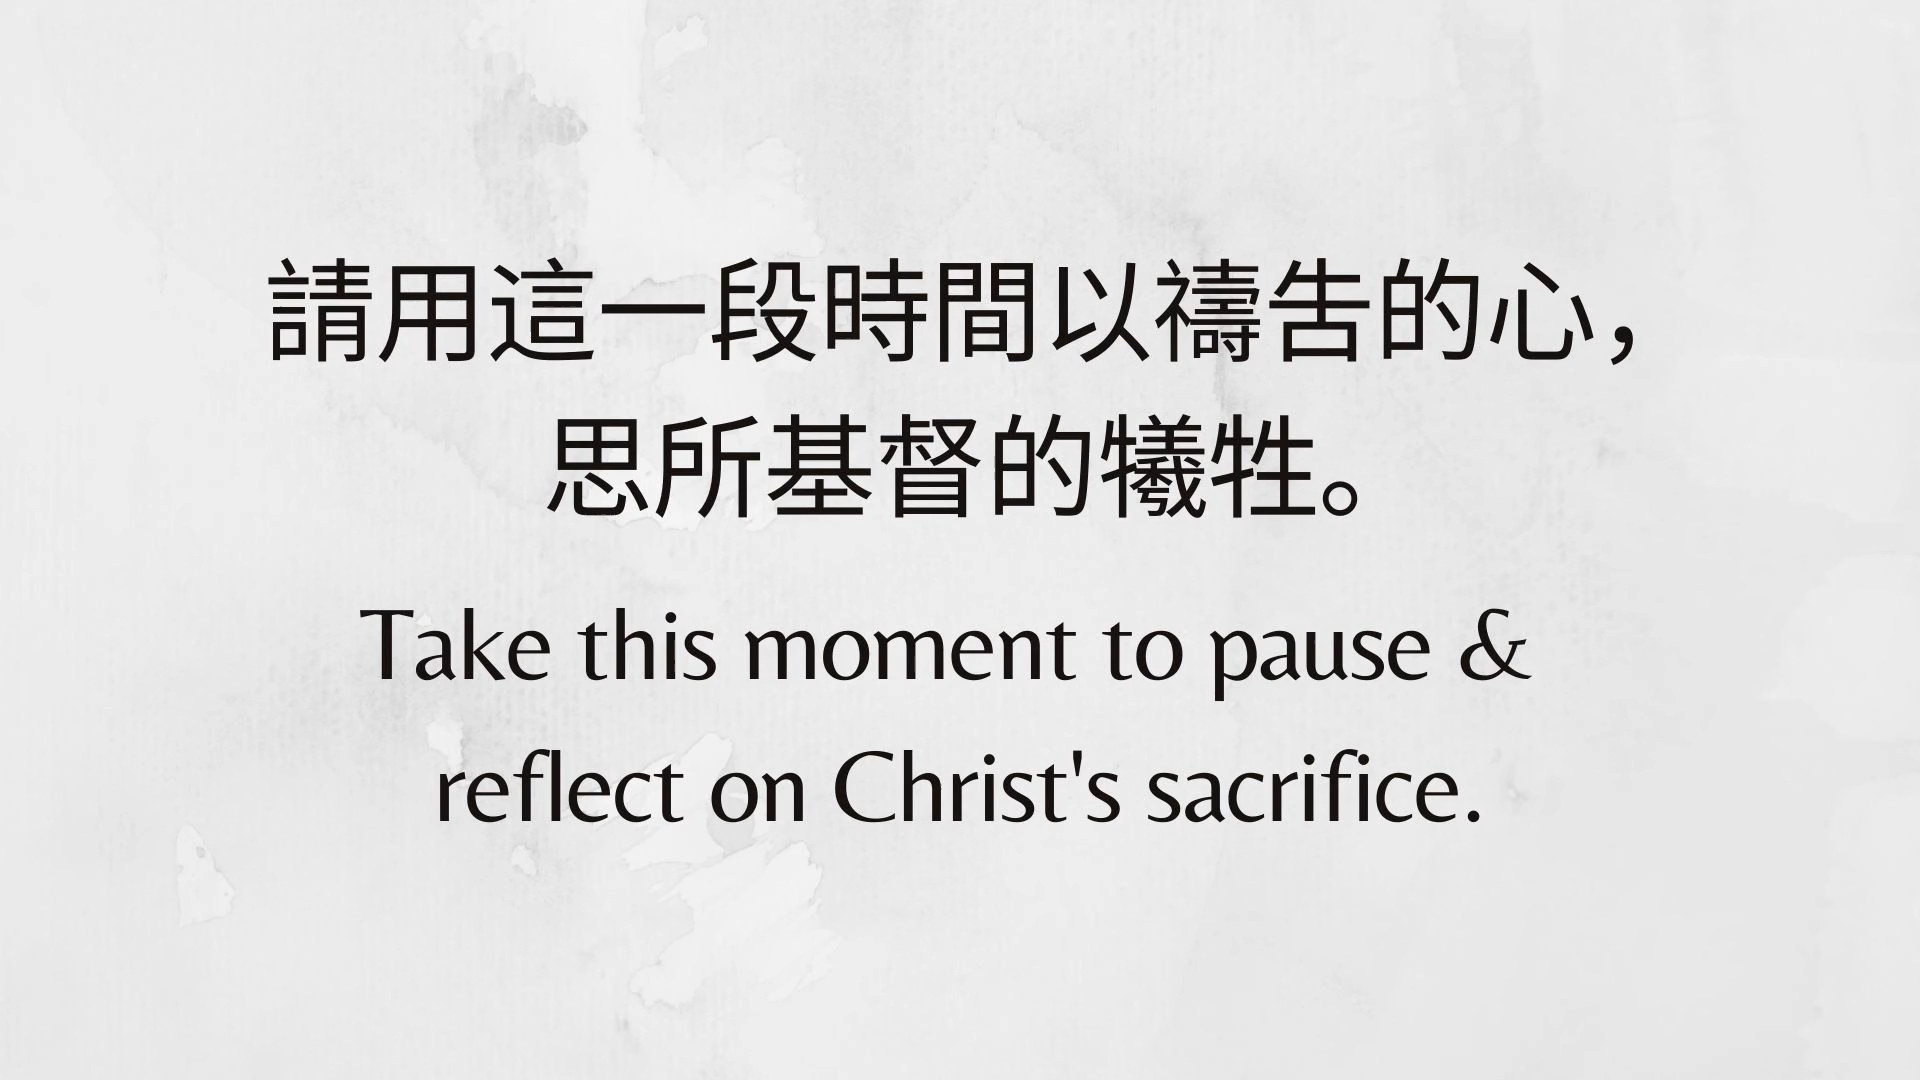 請用這一段時間以禱告的心，
思所基督的犧牲。
Take this moment to pause &
reflect on Christ's sacrifice.